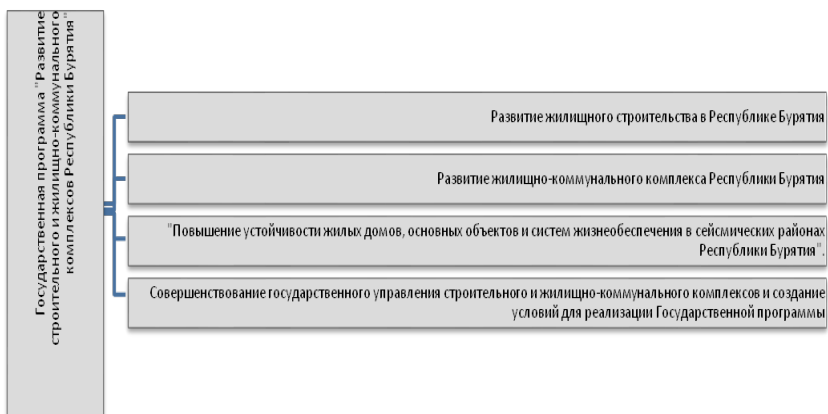 Государственная программа "Развитие
строительного и жилищно-коммунального
комплексов Республики Бурятия"
Развитие жилищного строительства в Республике Бурятия
Развитие жилищно-коммунального комплекса Республики Бурятия
"Повышение устойчивости жилых домов, основных объектов и систем жизнеобеспечения в сейсмических районах
Республики Бурятия".
Совершенствование государственного управления строительного и жилищно-коммунального комплексов и создание
условий для реализации Государственной программы